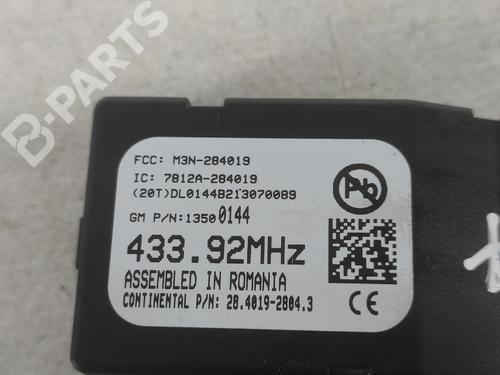 B-PARTS
FCC: M3N-284019
IC: 7812A-284019
(20T)DL0144B213070089
GM P/N:13500144
433.92MHz
ASSEMBLED IN ROMANIA
CONTINENTAL P/N: 28.4019-2804.3
Pb
CE